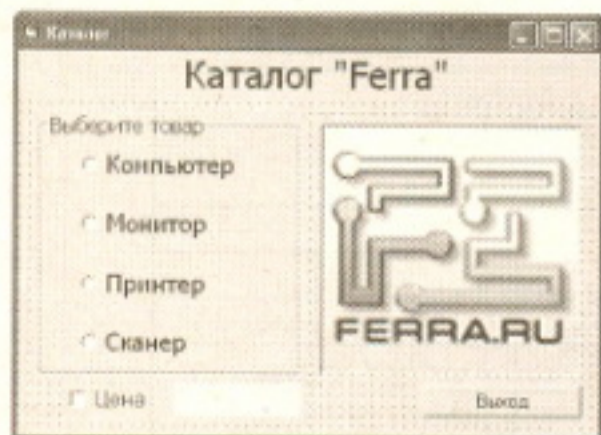 Каталог
Каталог "Ferra"
Выберите товар
Компьютер
Монитор
Принтер
Сканер
FERRA.RU
Цена
Выход